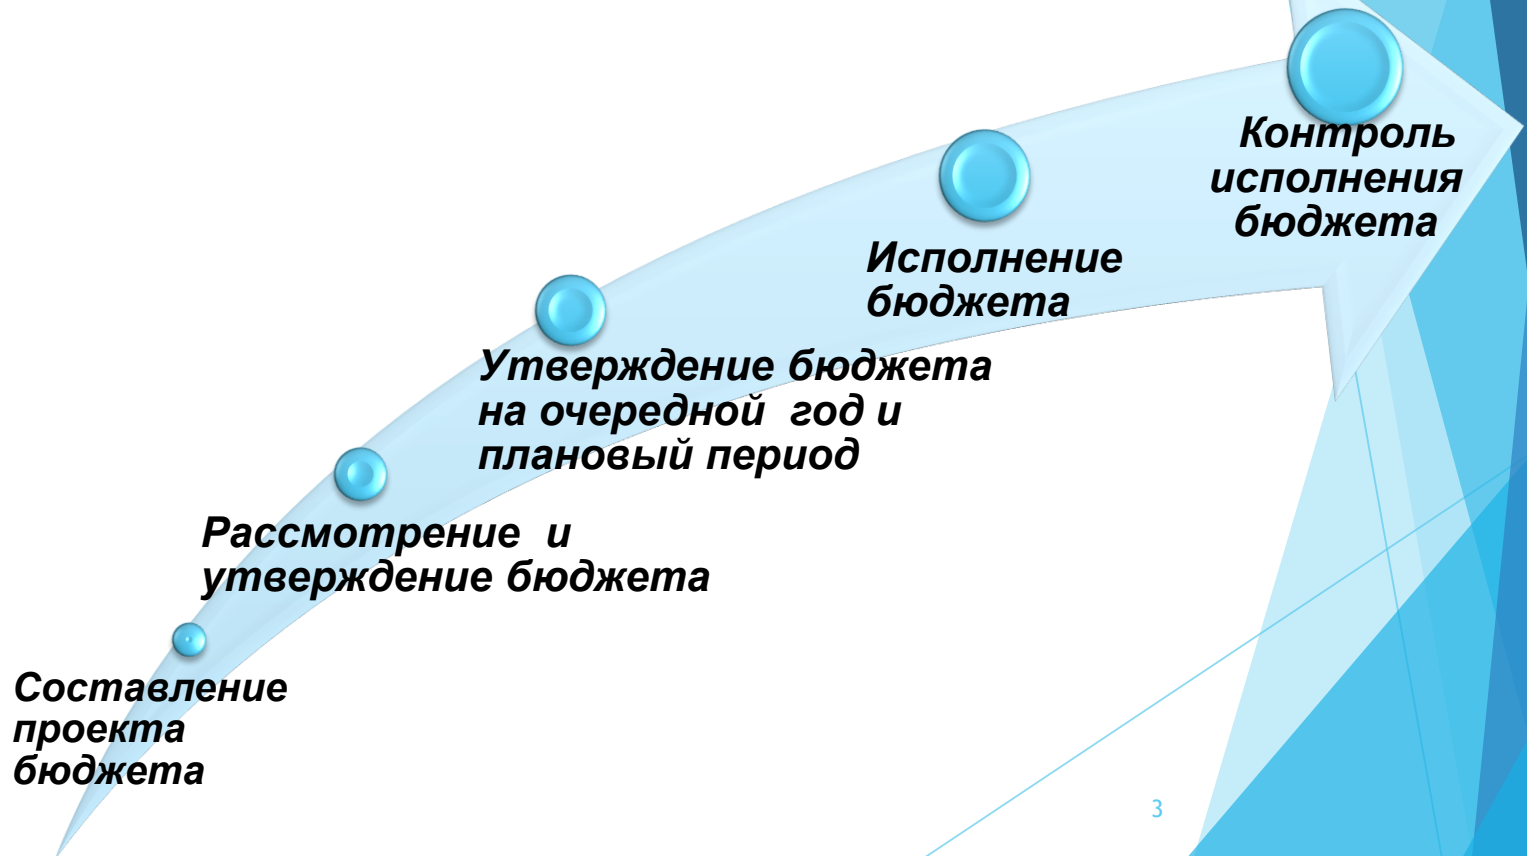 Контроль
исполнения
бюджета
Исполнение
бюджета
Утверждение бюджета
на очередной  год и
плановый период
Рассмотрение  и
утверждение бюджета
Составление
проекта
бюджета
3